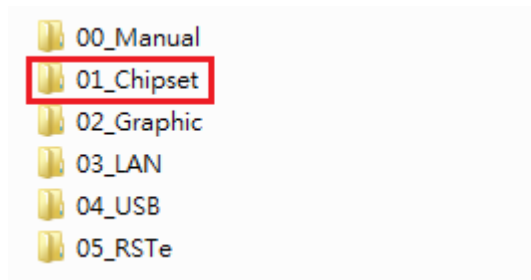 00_Manual
01_Chipset
02_Graphic
03_LAN
04_USB
05_RSTe